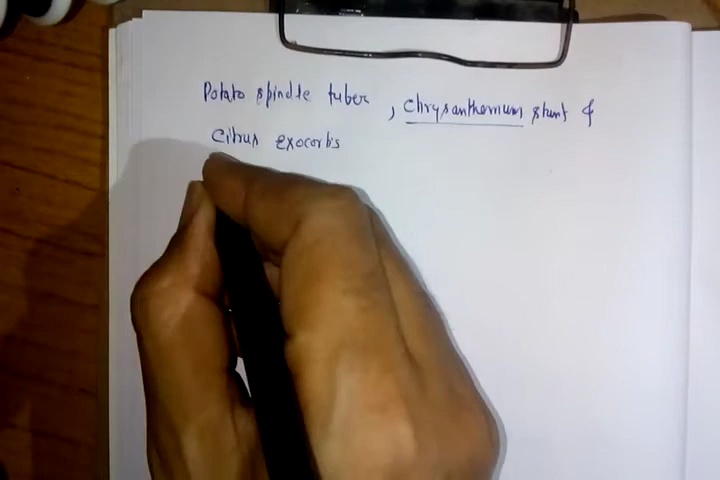 Potato spindle tuber , chrysanthemum stunt &
Citrus exocortis